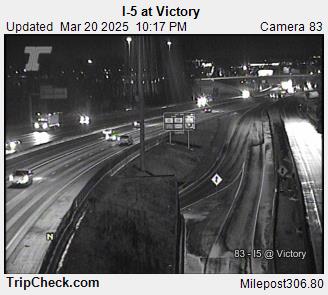 I-5 at Victory
Updated  Mar 20 2025  10:17 PM
Camera 83
T
N
83 - I5 @ Victory
TripCheck.com
Milepost306.80